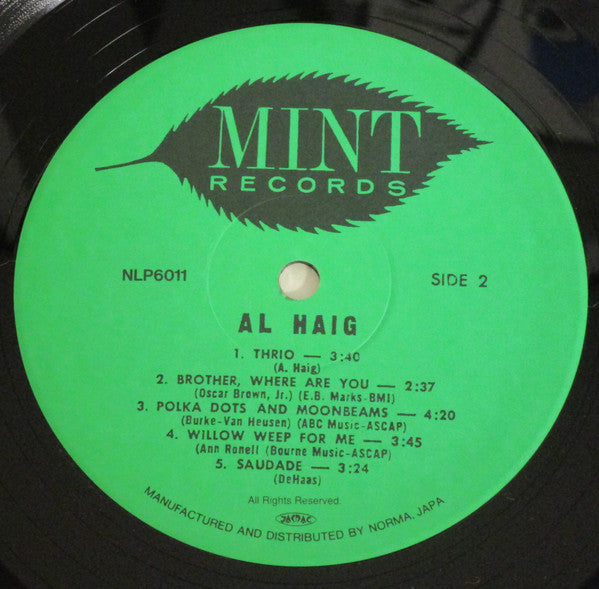 MINT
RECORDS
NLP6011
SIDE 2
AL HAIG
1. THRIO — 3:40
(A. Haig)
2. BROTHER, WHERE ARE YOU — 2:37
(Oscar Brown, Jr.) (E.B. Marks-BMI)
3. POLKA DOTS AND MOONBEAMS — 4:20
(Burke-Van Heusen) (ABC Music-ASCAP)
4. WILLOW WEEP FOR ME — 3:45
(Ann Ronell (Bourne Music-ASCAP)
5. SAUDADE — 3:24
(DeHaas)
All Rights Reserved.
JASRAC
MANUFACTURED AND DISTRIBUTED BY NORMA, JAPA